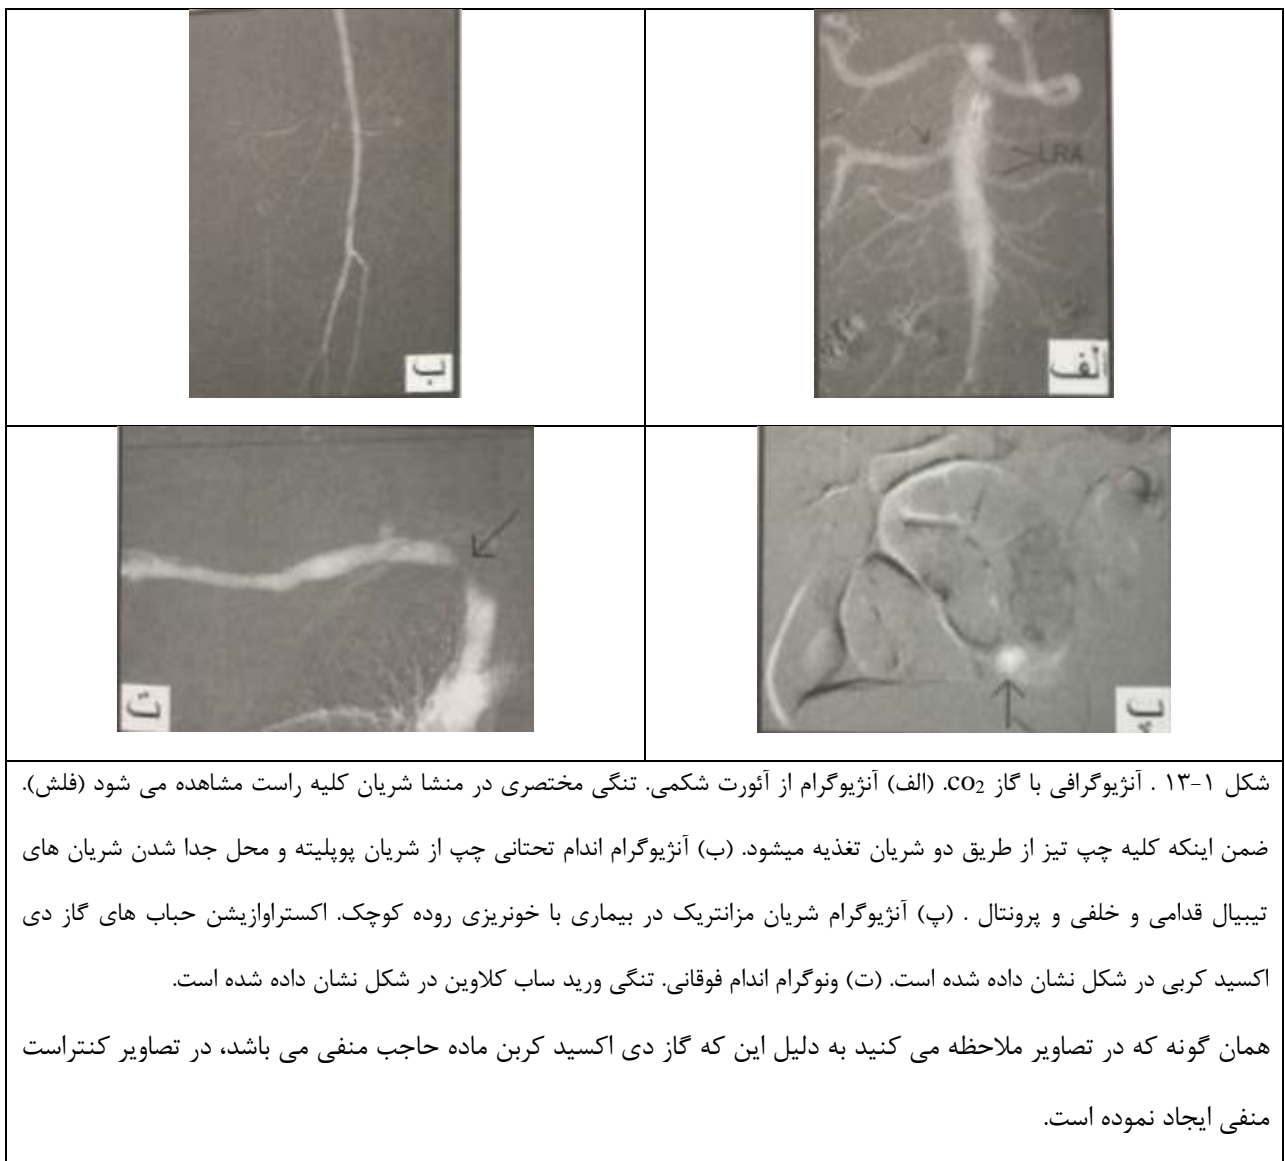 LRA
الف
ب
پ
ت
شکل ۱-۱۳ . آنژیوگرافی با گاز co2. (الف) آنژیوگرام از آئورت شکمی. تنگی مختصری در منشا شریان کلیه راست مشاهده می شود (فلش).
ضمن اینکه کلیه چپ تیز از طریق دو شریان تغذیه میشود. (ب) آنژیوگرام اندام تحتانی چپ از شریان پوپلیته و محل جدا شدن شریان های
تیبیال قدامی و خلفی و پرونتال . (پ) آنژیوگرام شریان مزانتریک در بیماری با خونریزی روده کوچک. اکستراوازیشن حباب های گاز دی
اکسید کربی در شکل نشان داده شده است. (ت) ونوگرام اندام فوقانی. تنگی ورید ساب کلاوین در شکل نشان داده شده است.
همان گونه که در تصاویر ملاحظه می کنید به دلیل این که گاز دی اکسید کربن ماده حاجب منفی می باشد، در تصاویر کنتراست
منفی ایجاد نموده است.